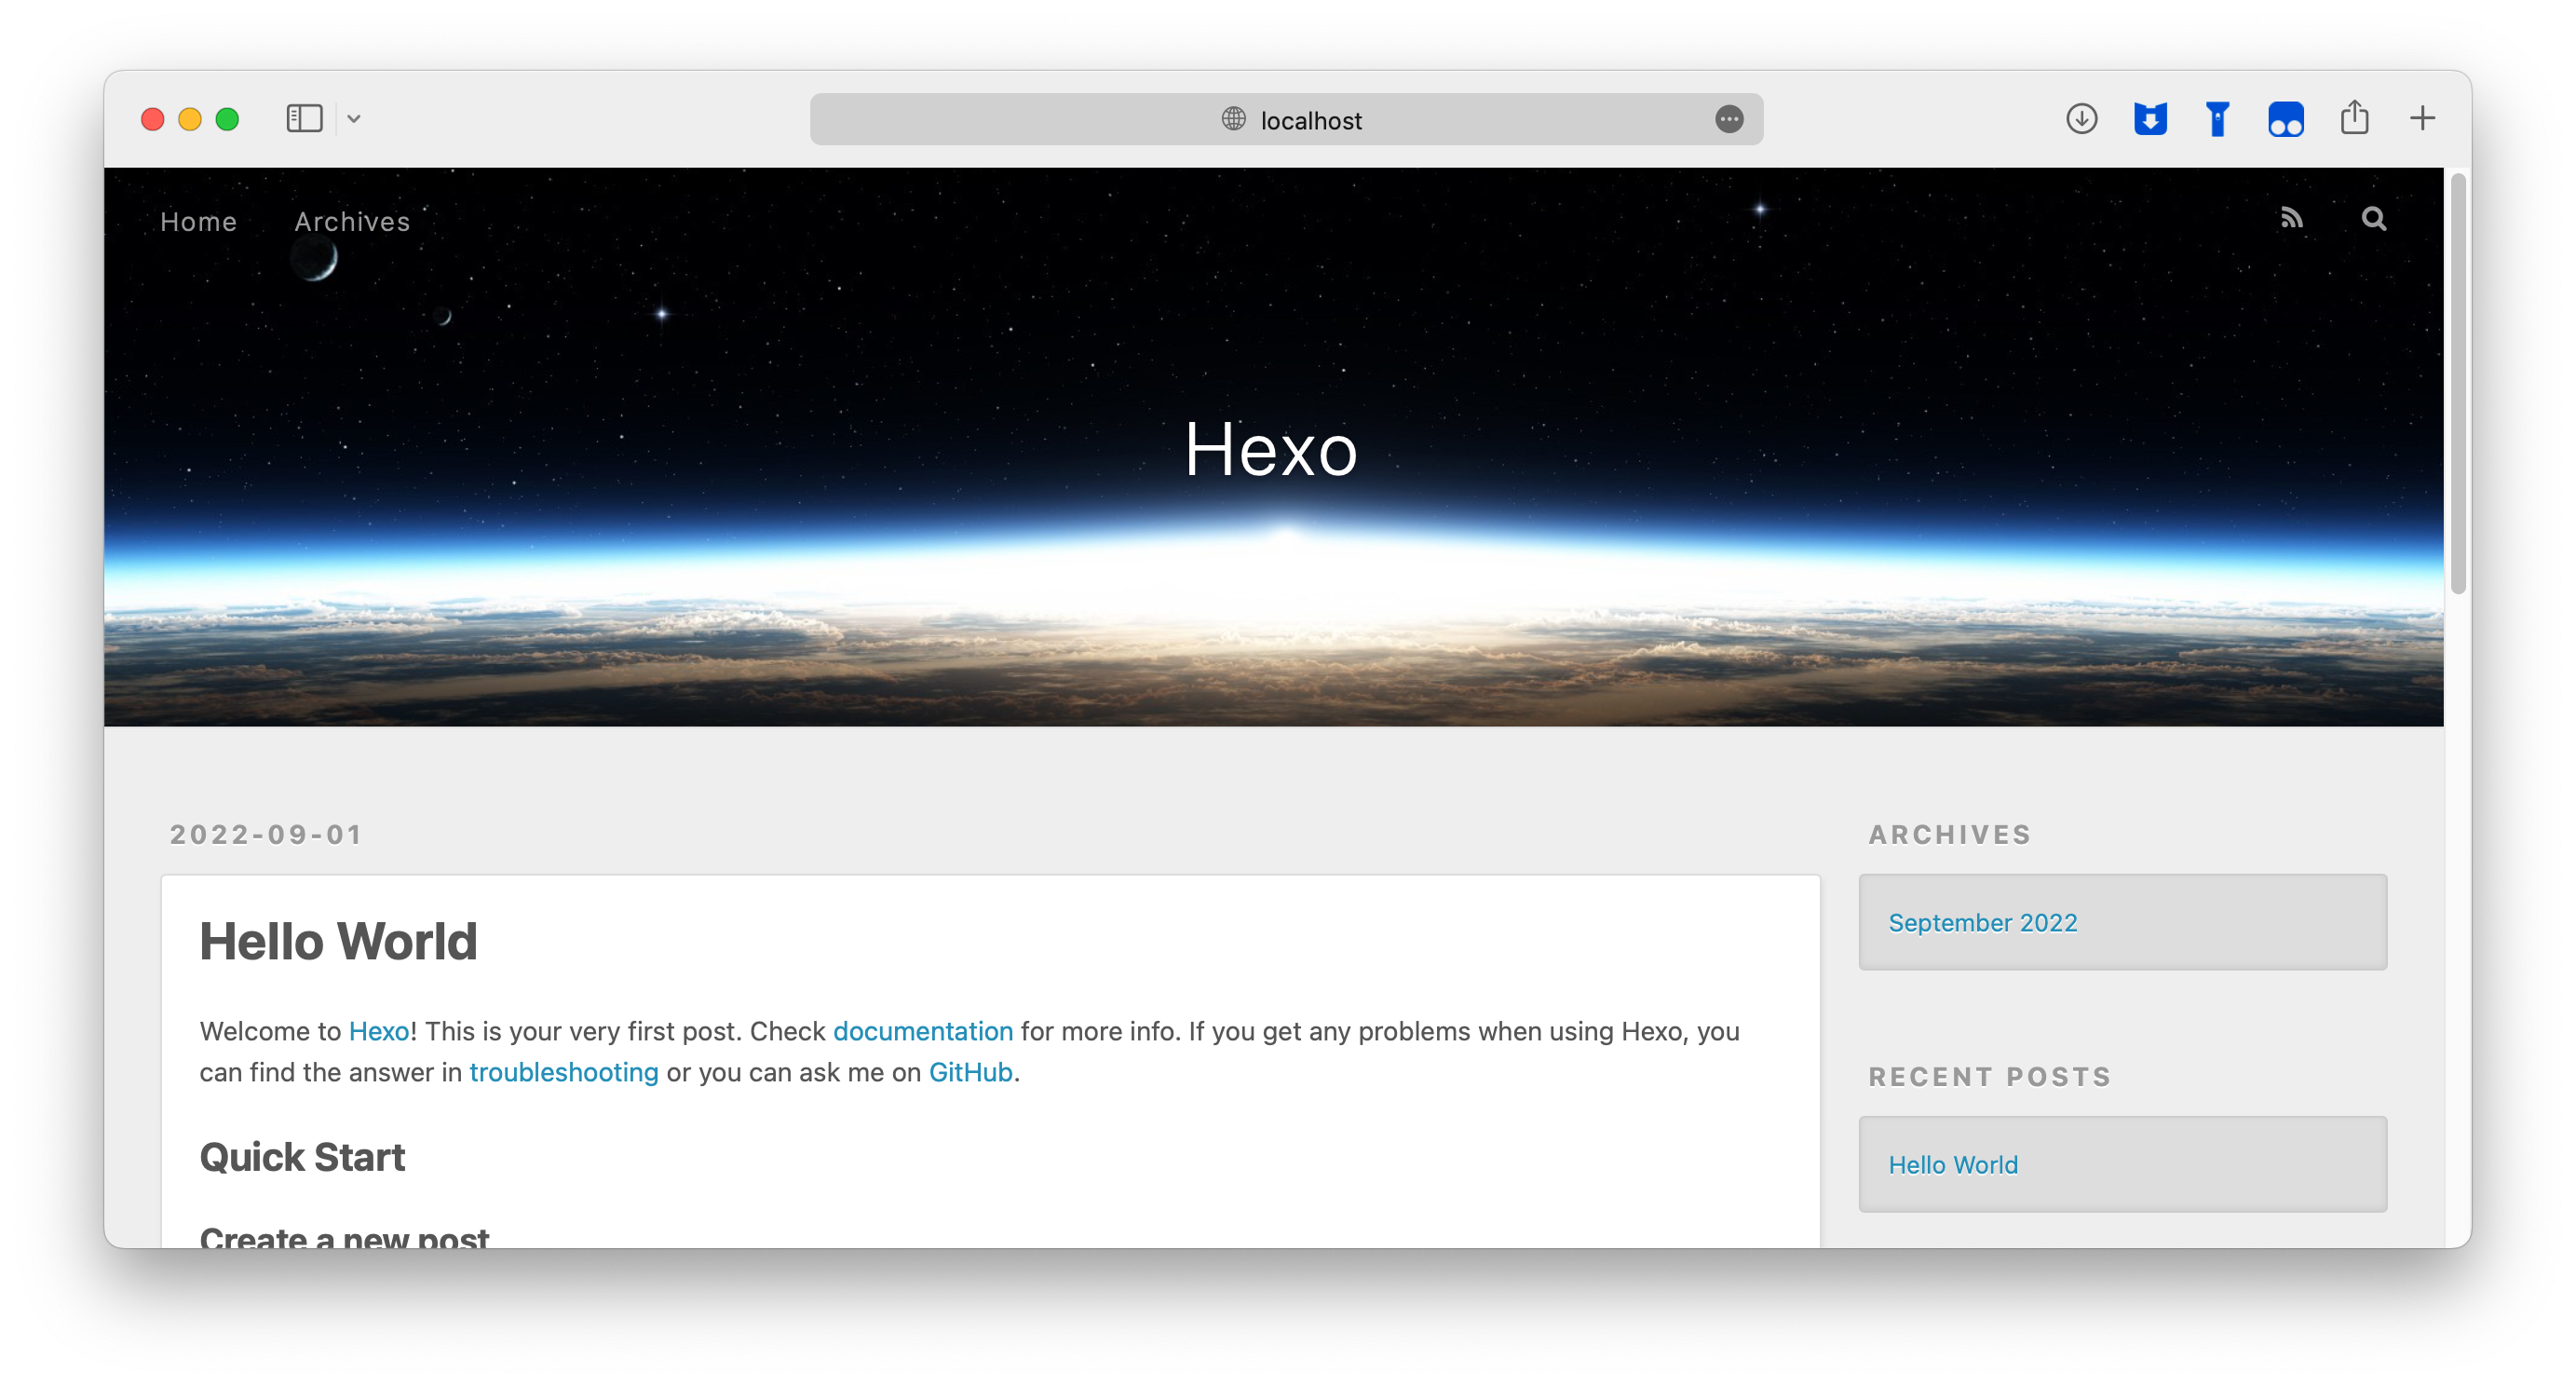 localhost
Home Archives
Hexo
2022-09-01
Hello World
Welcome to Hexo! This is your very first post. Check documentation for more info. If you get any problems when using Hexo, you
can find the answer in troubleshooting or you can ask me on GitHub.
Quick Start
Create a new post
ARCHIVES
September 2022
RECENT POSTS
Hello World